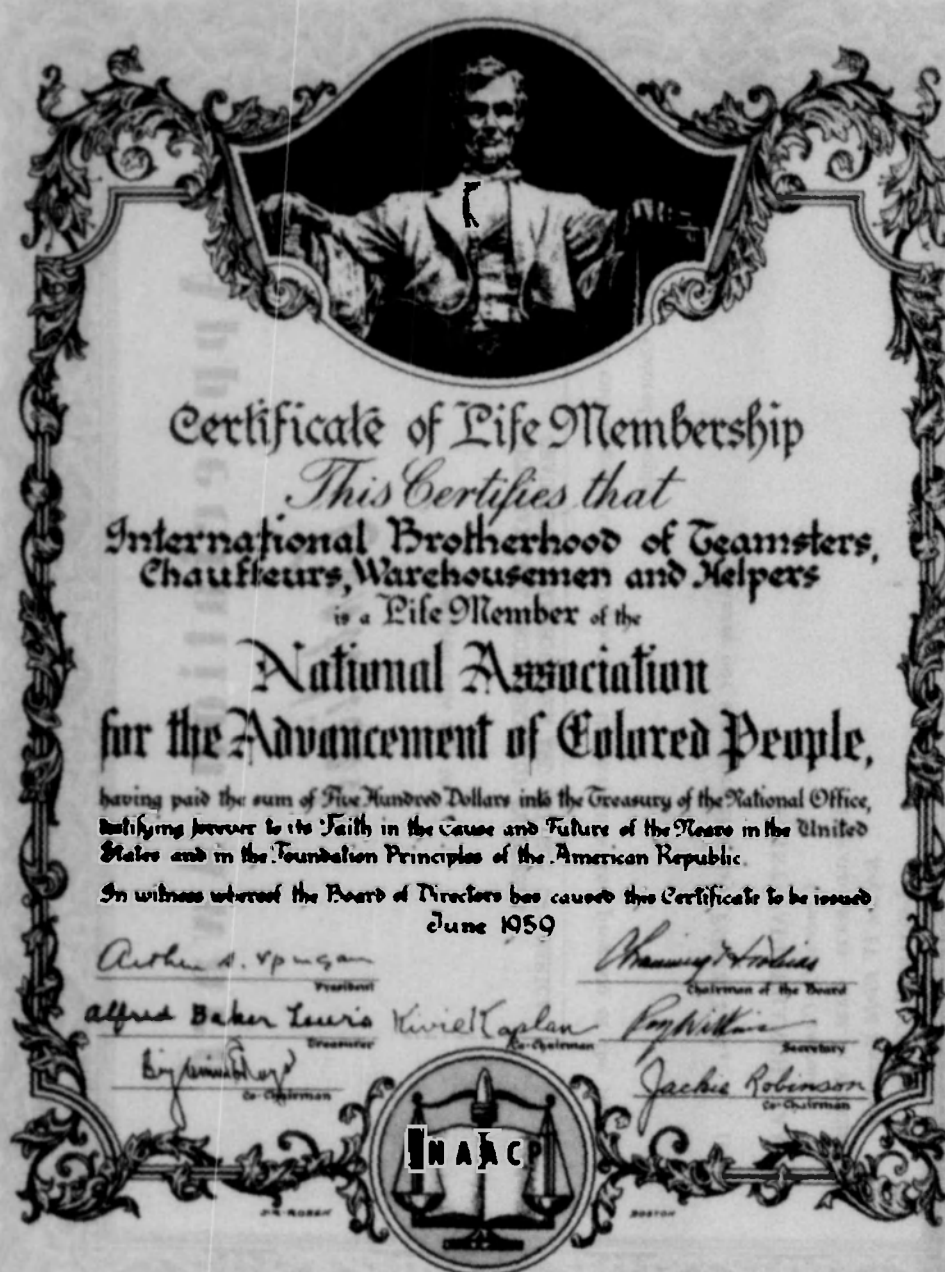 Certificate of Life Membership
This Certifies that
International Brotherhood of Teamsters,
Chauffeurs, Warehousemen and Helpers
is a Life Member of the
National Association
for the Advancement of Colored People,
having paid the sum of Five Hundred Dollars into the Treasury of the National Office,
testifying forever to its Faith in the Cause and Future of the Negro in the United
States and in the Foundation Principles of the American Republic.
In witness whereof the Board of Directors has caused this Certificate to be issued
June 1959
Arthur B. Spingarn
President
Channing H Tobias
Chairman of the Board
Alfred Baker Lewis
Treasurer
Kivie Kaplan
Co-Chairman
Roy Wilkins
Secretary
Co-Chairman
Jackie Robinson
Co-Chairman
NAACP
BOSTON